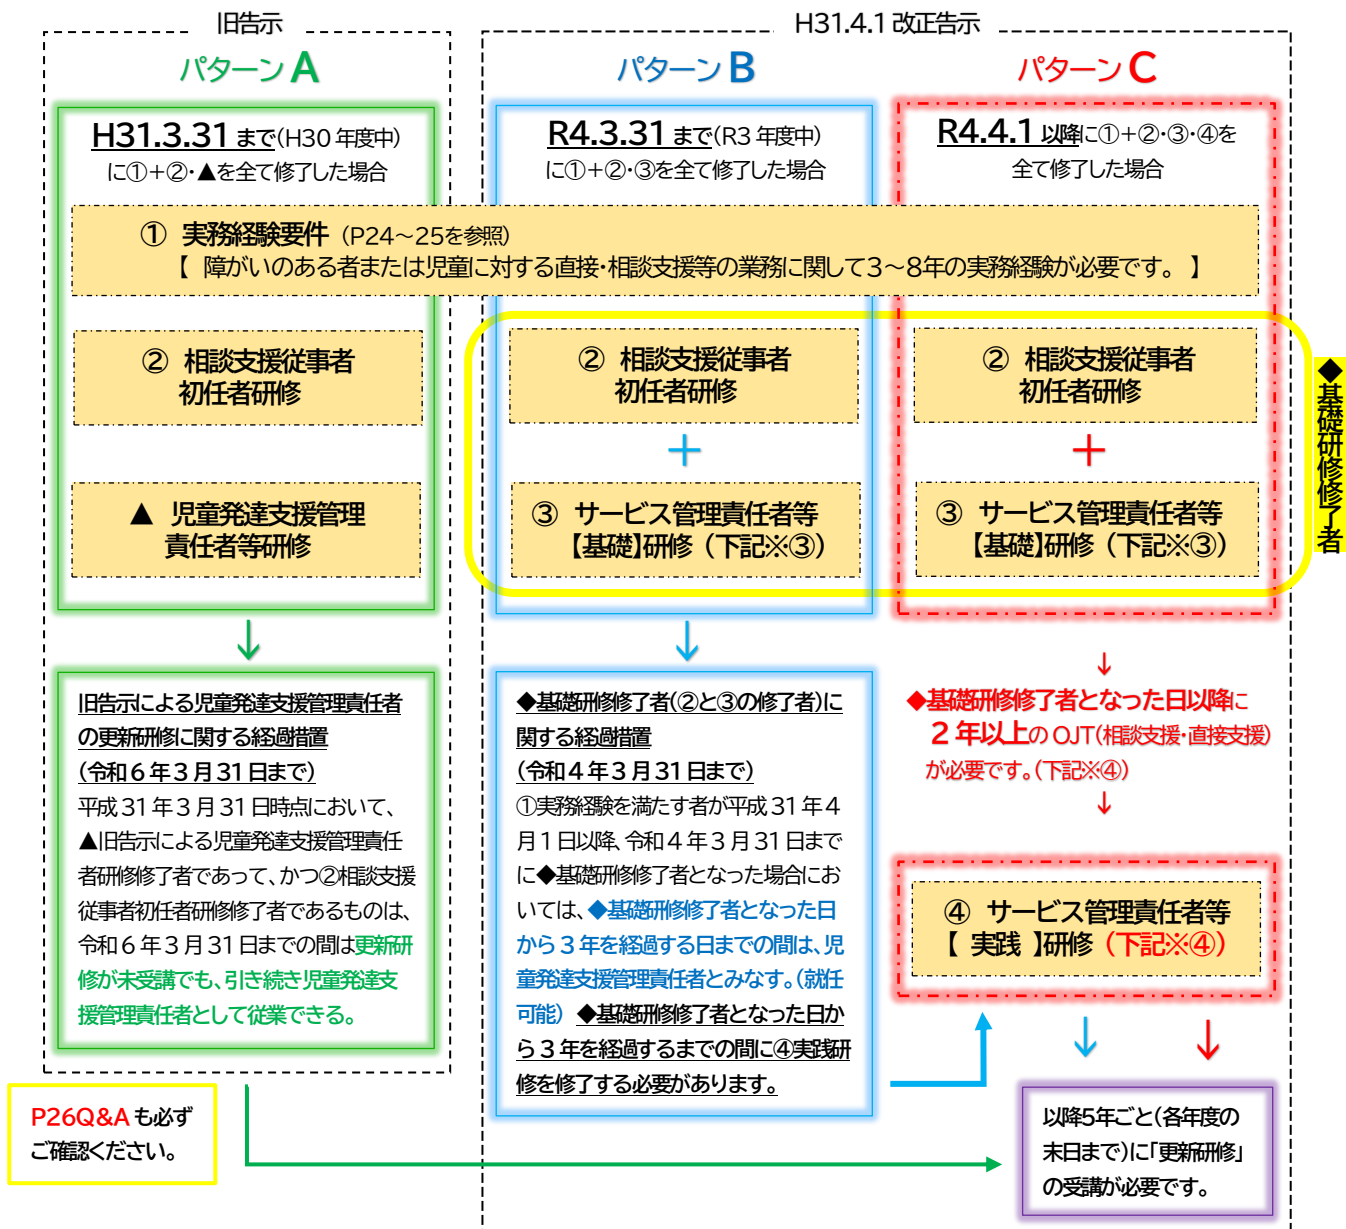 旧告示
H31.4.1 改正告示
パターン A
パターン B
パターン C
H31.3.31 まで(H30 年度中)
に①＋②・▲を全て修了した場合
R4.3.31 まで(R3 年度中)
に①＋②・③を全て修了した場合
R4.4.1 以降に①＋②・③・④を
全て修了した場合
① 実務経験要件 (P24～25を参照)
【 障がいのある者または児童に対する直接・相談支援等の業務に関して３～８年の実務経験が必要です。 】
② 相談支援従事者
初任者研修
▲ 児童発達支援管理
責任者等研修
② 相談支援従事者
初任者研修
＋
③ サービス管理責任者等
【基礎】研修 (下記※③)
② 相談支援従事者
初任者研修
＋
③ サービス管理責任者等
【基礎】研修 (下記※③)
◆基礎研修修了者
↓
↓
↓
旧告示による児童発達支援管理責任者
の更新研修に関する経過措置
(令和６年３月31日まで)
平成31年３月31日時点において、
▲旧告示による児童発達支援管理責任
者研修修了者であって、かつ②相談支援
従事者初任者研修修了者であるものは、
令和６年３月31日までの間は更新研
修が未受講でも、引き続き児童発達支
援管理責任者として従業できる。
◆基礎研修修了者(②と③の修了者)に
関する経過措置
(令和４年３月31日まで)
①実務経験を満たす者が平成31年４
月１日以降、令和４年３月31日まで
に◆基礎研修修了者となった場合にお
いては、◆基礎研修修了者となった日
から３年を経過する日までの間は、児
童発達支援管理責任者とみなす。(就任
可能) ◆基礎研修修了者となった日か
ら３年を経過するまでの間に④実践研
修を修了する必要があります。
◆基礎研修修了者となった日以降に
２年以上のOJT(相談支援・直接支援)
が必要です。(下記※④)
↓
④ サービス管理責任者等
【 実践 】研修 (下記※④)
↓ ↓
P26Q&A も必ず
ご確認ください。
以降５年ごと(各年度の
末日まで)に「更新研修」
の受講が必要です。